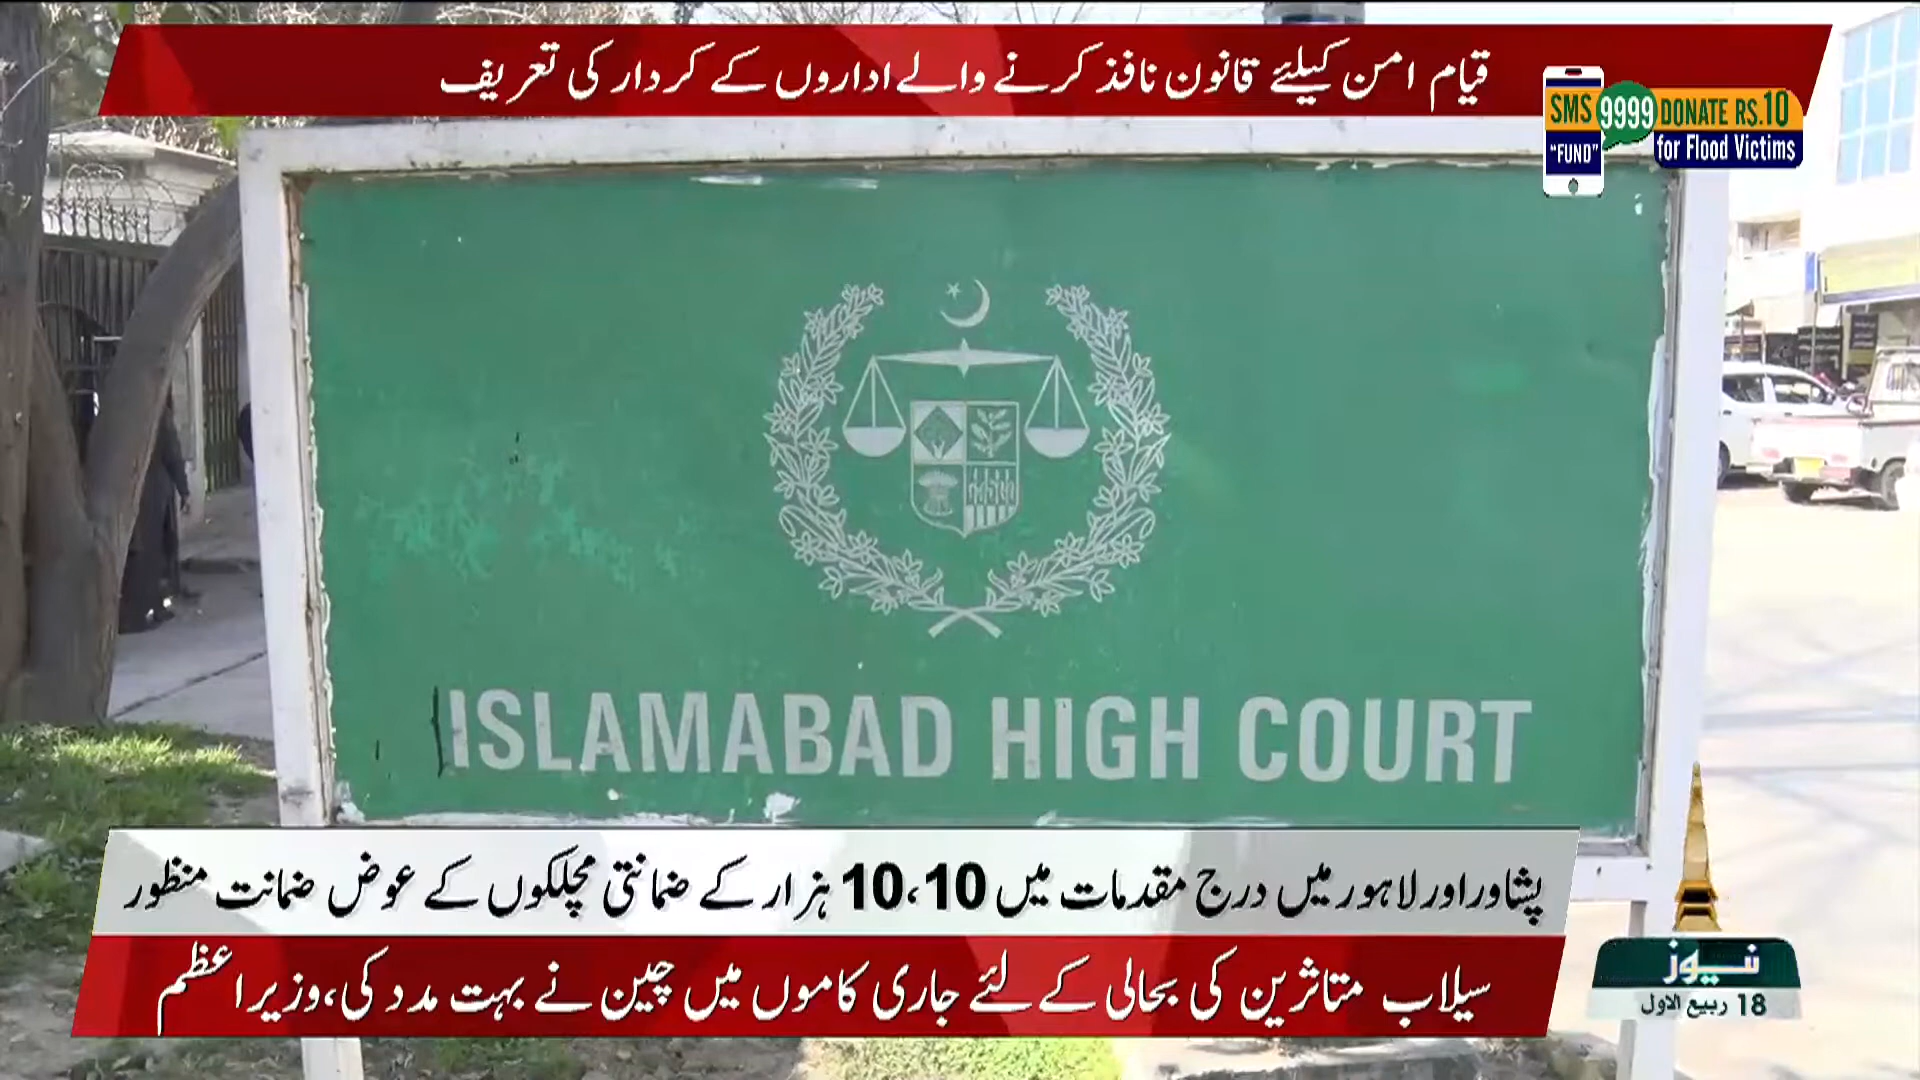 قیام امن کیلئے قانون نافذ کرنے والے اداروں کے کردار کی تعریف
SMS
"FUND"
9999
DONATE RS.10
for Flood Victims
ISLAMABAD HIGH COURT
پشاور اور لاہور میں درج مقدمات میں 10،10 ہزار کے ضمانتی مچلکوں کے عوض ضمانت منظور
سیلاب متاثرین کی بحالی کے لئے جاری کاموں میں چین نے بہت مدد کی، وزیراعظم
نیوز
18 ربیع الاول